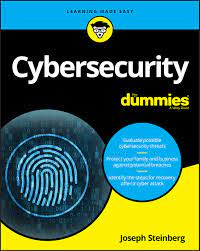 LEARNING MADE EASY
Cybersecurity
for
dummies
A Wiley Brand
Evaluate possible
cybersecurity threats
Protect your family and business
against potential breaches
Identify the steps for recovery
after a cyber attack
Joseph Steinberg